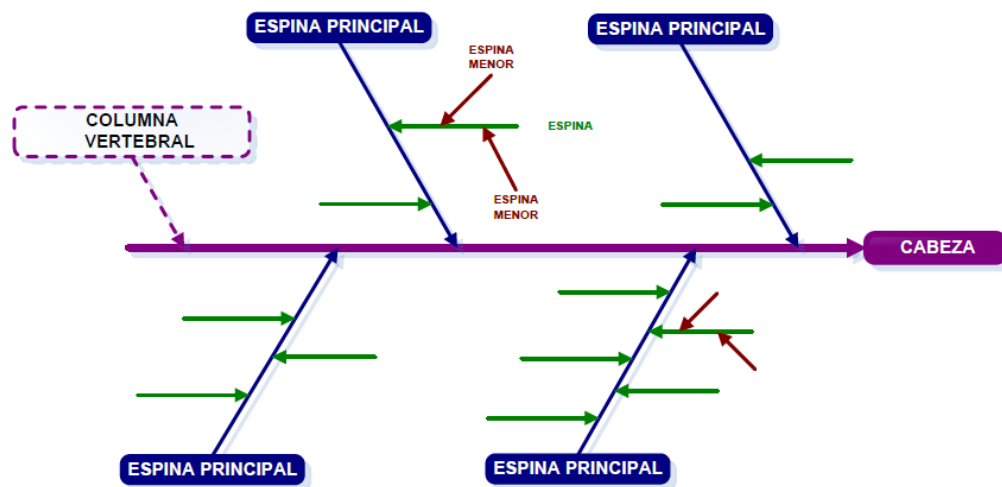 ESPINA PRINCIPAL
ESPINA PRINCIPAL
ESPINA
MENOR
COLUMNA
VERTEBRAL
ESPINA
ESPINA
MENOR
CABEZA
ESPINA PRINCIPAL
ESPINA PRINCIPAL